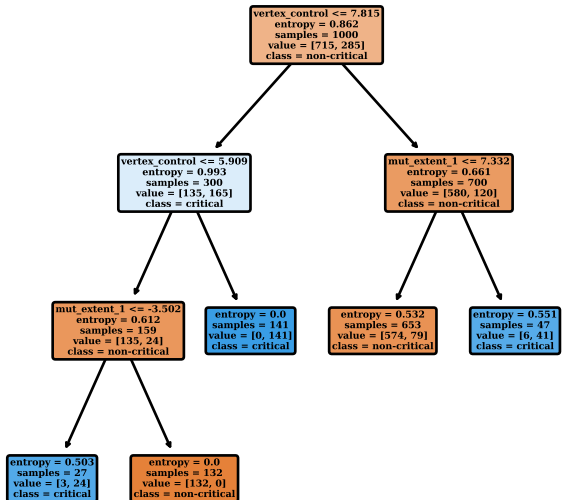 vertex_control <= 7.815
entropy = 0.862
samples = 1000
value = [715, 285]
class = non-critical
vertex_control <= 5.909
entropy = 0.993
samples = 300
value = [135, 165]
class = critical
mut_extent_1 <= 7.332
entropy = 0.661
samples = 700
value = [580, 120]
class = non-critical
mut_extent_1 <= -3.502
entropy = 0.612
samples = 159
value = [135, 24]
class = non-critical
entropy = 0.0
samples = 141
value = [0, 141]
class = critical
entropy = 0.532
samples = 653
value = [574, 79]
class = non-critical
entropy = 0.551
samples = 47
value = [6, 41]
class = critical
entropy = 0.503
samples = 27
value = [3, 24]
class = critical
entropy = 0.0
samples = 132
value = [132, 0]
class = non-critical